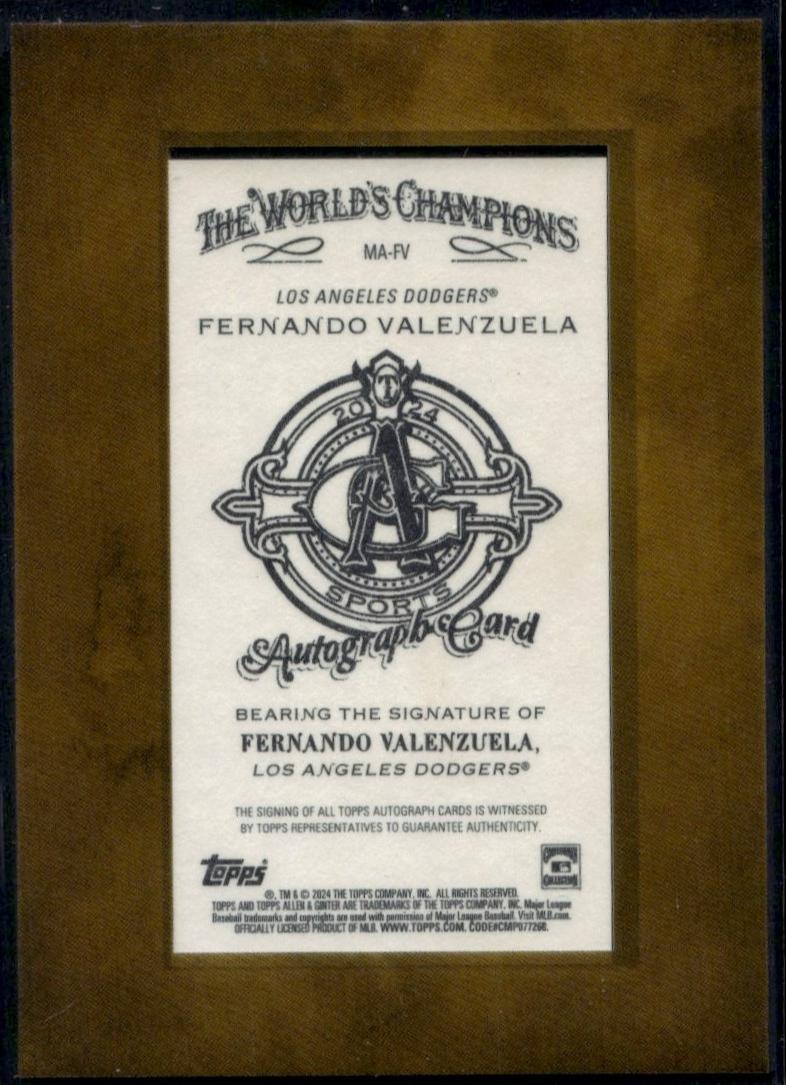 THE WORLD'S CHAMPIONS
MA-FV
LOS ANGELES DODGERS®
FERNANDO VALENZUELA
T
20 24
A&G
SPORTS
Autograph Card
BEARING THE SIGNATURE OF
FERNANDO VALENZUELA,
LOS ANGELES DODGERS®
THE SIGNING OF ALL TOPPS AUTOGRAPH CARDS IS WITNESSED
BY TOPPS REPRESENTATIVES TO GUARANTEE AUTHENTICITY.
topps
®, TM & © 2024 THE TOPPS COMPANY, INC. ALL RIGHTS RESERVED.
TOPPS AND TOPPS ALLEN & GINTER ARE TRADEMARKS OF THE TOPPS COMPANY, INC. Major League
Baseball trademarks and copyrights are used with permission of Major League Baseball. Visit MLB.com.
OFFICIALLY LICENSED PRODUCT OF MLB. WWW.TOPPS.COM. CODE#CMP077268.